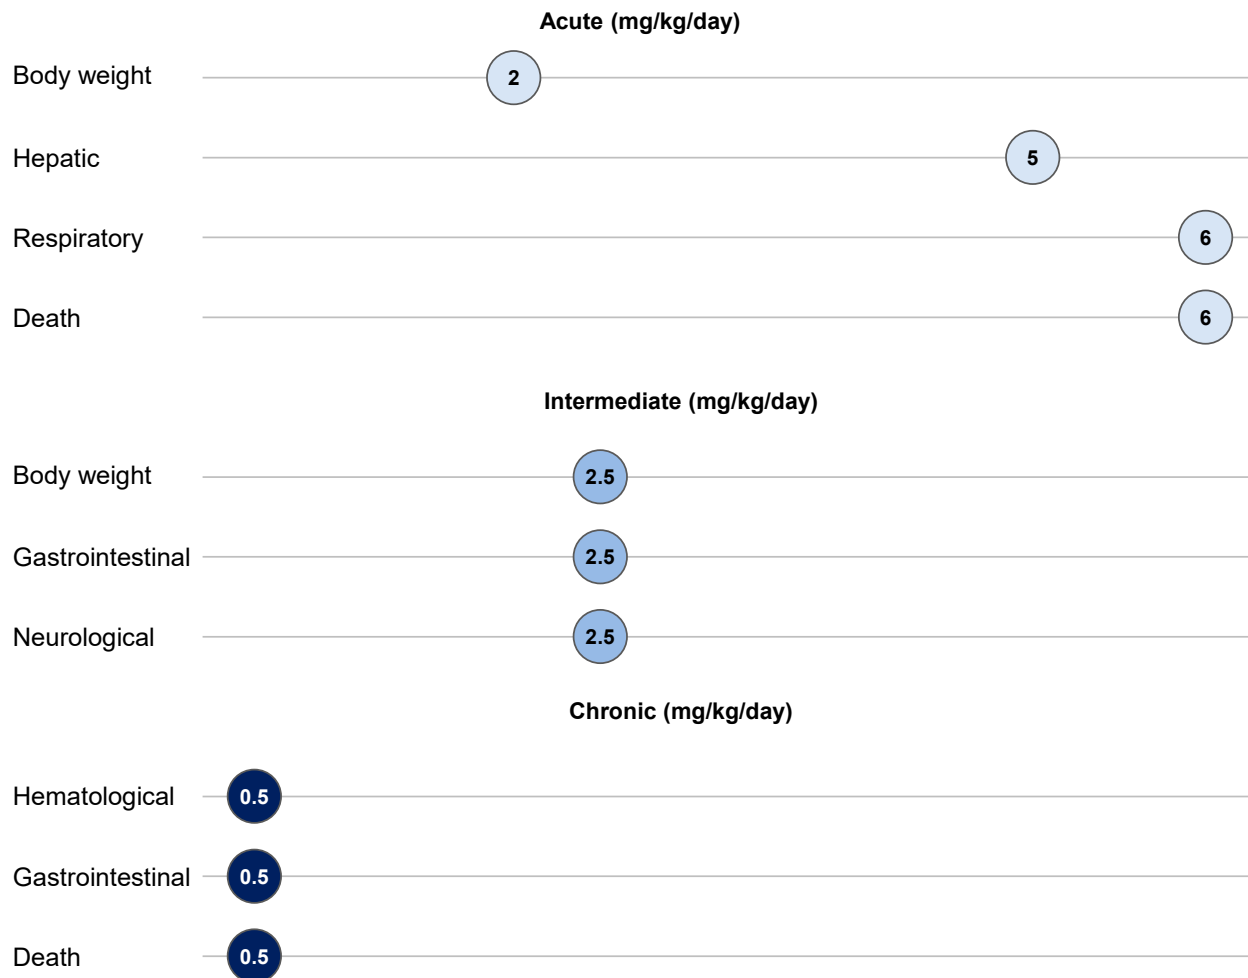 Acute (mg/kg/day)
Body weight 2
Hepatic 5
Respiratory 6
Death 6
Intermediate (mg/kg/day)
Body weight 2.5
Gastrointestinal 2.5
Neurological 2.5
Chronic (mg/kg/day)
Hematological 0.5
Gastrointestinal 0.5
Death 0.5